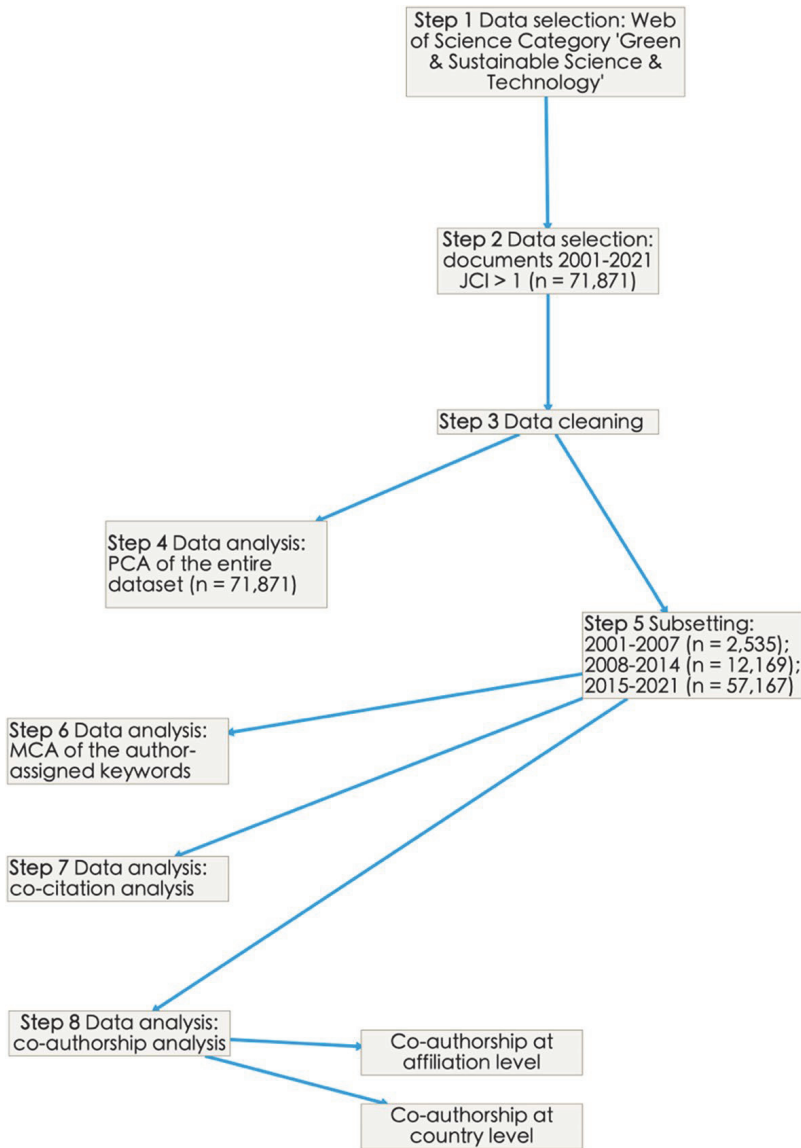 Step 1 Data selection: Web
of Science Category 'Green
& Sustainable Science &
Technology'
Step 2 Data selection:
documents 2001-2021
JCI > 1 (n = 71,871)
Step 3 Data cleaning
Step 4 Data analysis:
PCA of the entire
dataset (n = 71,871)
Step 5 Subsetting:
2001-2007 (n = 2,535);
2008-2014 (n = 12,169);
2015-2021 (n = 57,167)
Step 6 Data analysis:
MCA of the author-
assigned keywords
Step 7 Data analysis:
co-citation analysis
Step 8 Data analysis:
co-authorship analysis
Co-authorship at
affiliation level
Co-authorship at
country level